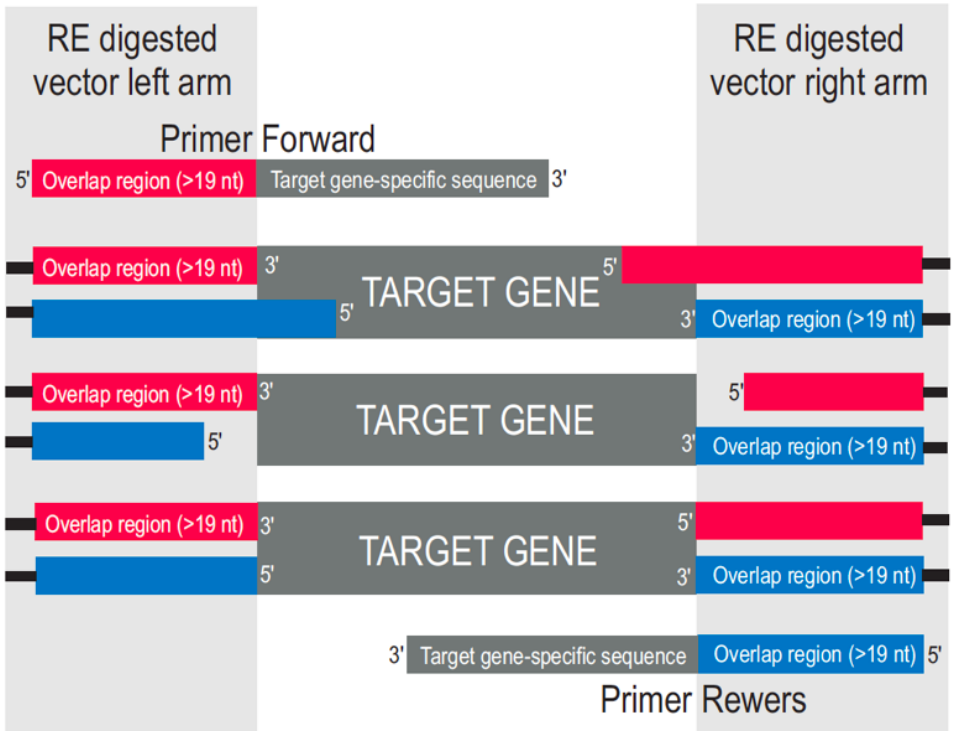 RE digested
vector left arm
RE digested
vector right arm
Primer Forward
5' Overlap region (>19 nt) Target gene-specific sequence 3'
Overlap region (>19 nt) 3' 5'
TARGET GENE
5' 3' Overlap region (>19 nt)
Overlap region (>19 nt) 3' 5'
TARGET GENE
5' 3' Overlap region (>19 nt)
Overlap region (>19 nt) 3' 5'
TARGET GENE
5' 3' Overlap region (>19 nt)
3' Target gene-specific sequence Overlap region (>19 nt) 5'
Primer Rewers